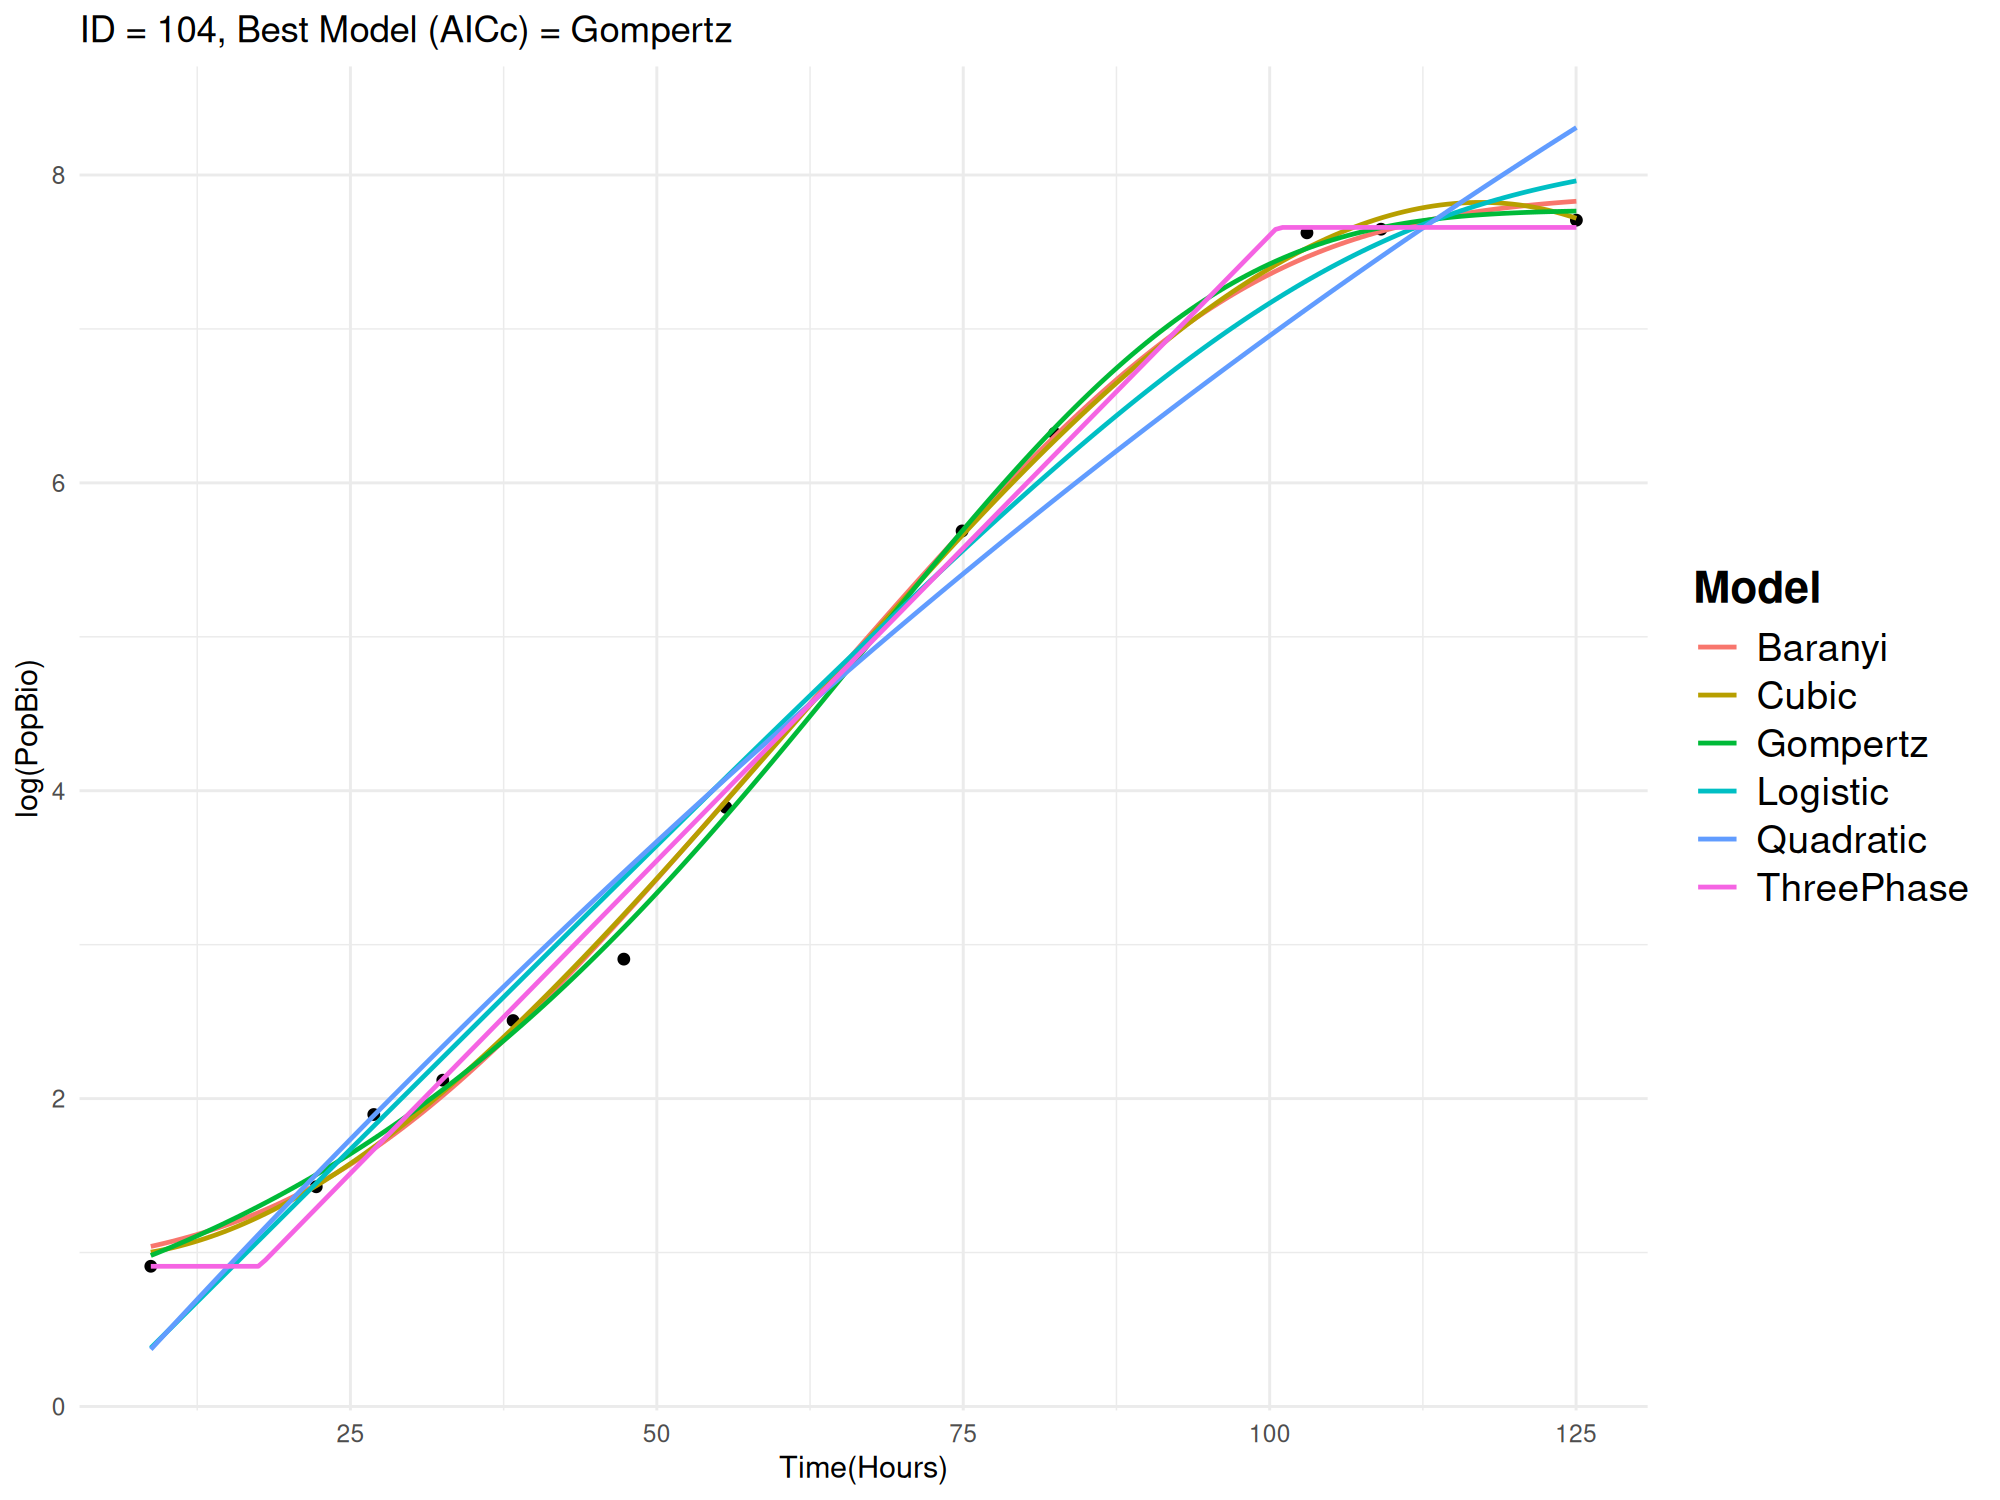 ID = 104, Best Model (AICc) = Gompertz
8
6
4
2
0
log(PopBio)
25 50 75 100 125
Time(Hours)
Model
Baranyi
Cubic
Gompertz
Logistic
Quadratic
ThreePhase